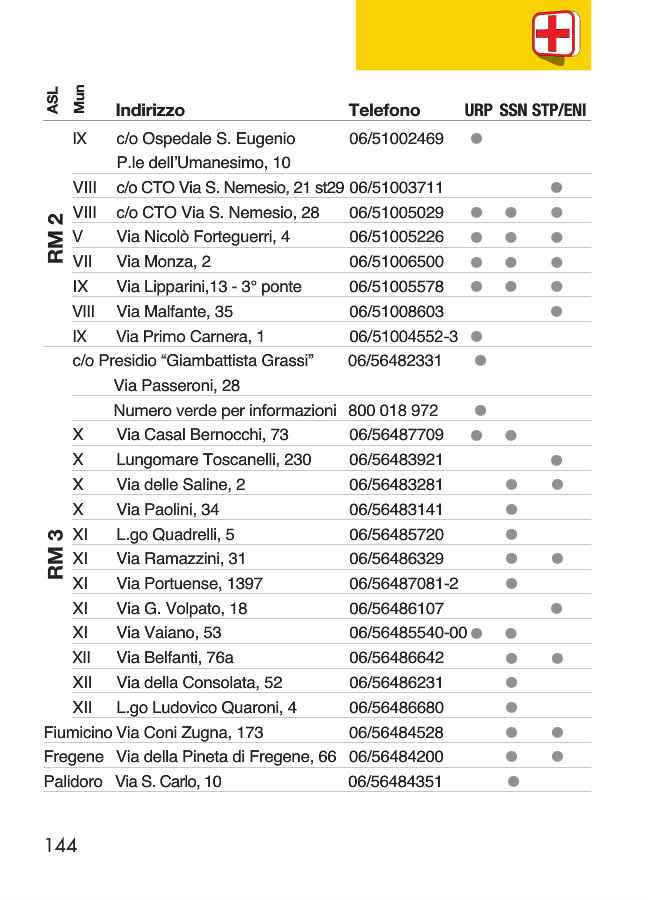 ASL Mun Indirizzo Telefono URP SSN STP/ENI
RM 2
IX c/o Ospedale S. Eugenio 06/51002469 ●
P.le dell'Umanesimo, 10
VIII c/o CTO Via S. Nemesio, 21 st29 06/51003711 ●
VIII c/o CTO Via S. Nemesio, 28 06/51005029 ● ● ●
V Via Nicolò Forteguerri, 4 06/51005226 ● ● ●
VII Via Monza, 2 06/51006500 ● ● ●
IX Via Lipparini,13 - 3° ponte 06/51005578 ● ● ●
VIII Via Malfante, 35 06/51008603 ●
IX Via Primo Carnera, 1 06/51004552-3 ●
RM 3
c/o Presidio “Giambattista Grassi” 06/56482331 ●
Via Passeroni, 28
Numero verde per informazioni 800 018 972 ●
X Via Casal Bernocchi, 73 06/56487709 ● ●
X Lungomare Toscanelli, 230 06/56483921 ●
X Via delle Saline, 2 06/56483281 ● ●
X Via Paolini, 34 06/56483141 ●
XI L.go Quadrelli, 5 06/56485720 ●
XI Via Ramazzini, 31 06/56486329 ● ●
XI Via Portuense, 1397 06/56487081-2 ●
XI Via G. Volpato, 18 06/56486107 ●
XI Via Vaiano, 53 06/56485540-00 ● ●
XII Via Belfanti, 76a 06/56486642 ● ●
XII Via della Consolata, 52 06/56486231 ●
XII L.go Ludovico Quaroni, 4 06/56486680 ●
Fiumicino Via Coni Zugna, 173 06/56484528 ● ●
Fregene Via della Pineta di Fregene, 66 06/56484200 ● ●
Palidoro Via S. Carlo, 10 06/56484351 ●
144